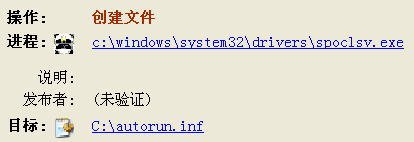 操作： 创建文件
进程： c:\windows\system32\drivers\spoclsv.exe
说明：
发布者： (未验证)
目标： C:\autorun.inf